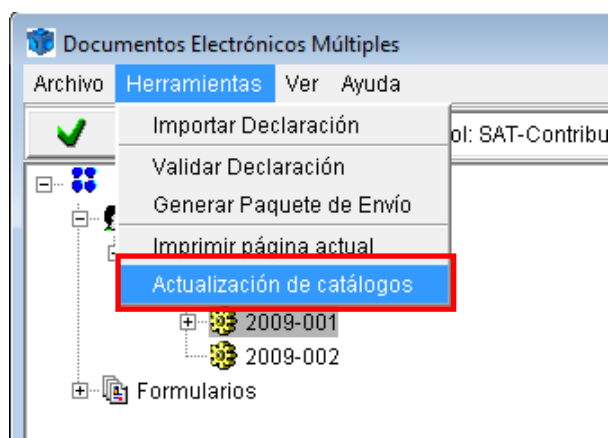 Documentos Electrónicos Múltiples
Archivo Herramientas Ver Ayuda
Importar Declaración
ol: SAT-Contribu
Validar Declaración
Generar Paquete de Envío
Imprimir página actual
Actualización de catálogos
2009-001
2009-002
Formularios